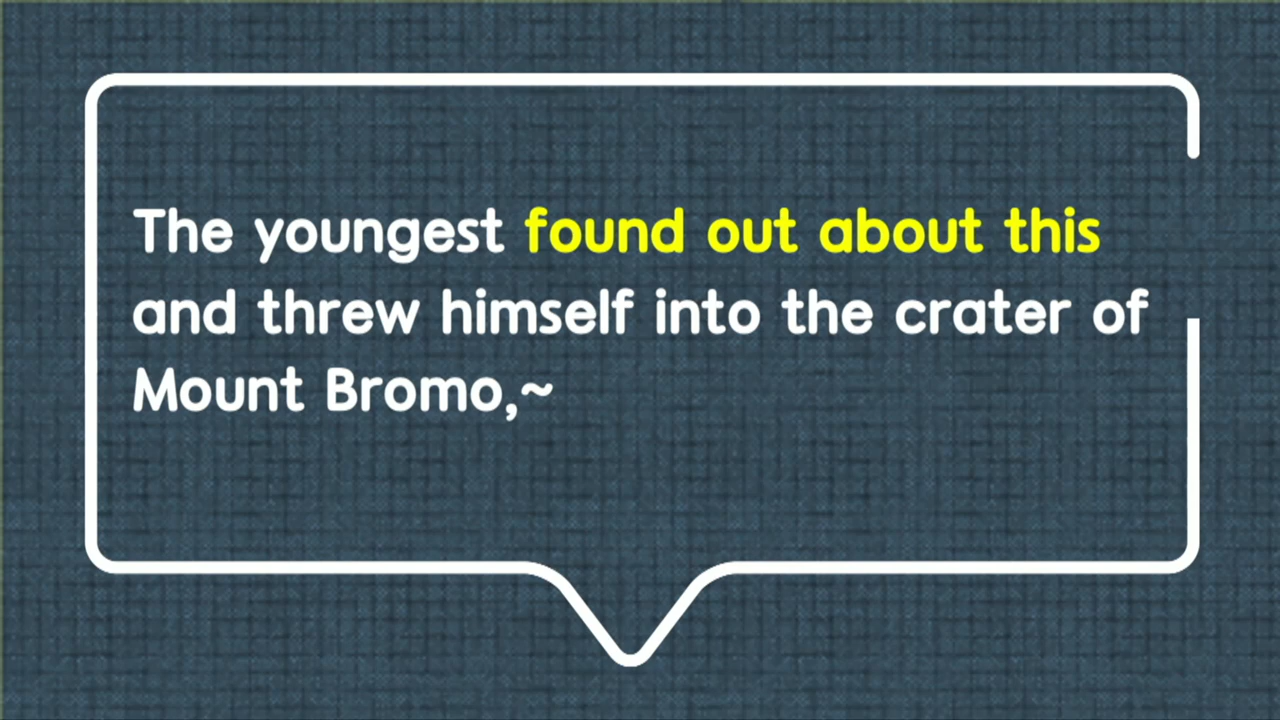 The youngest found out about this
and threw himself into the crater of
Mount Bromo,~